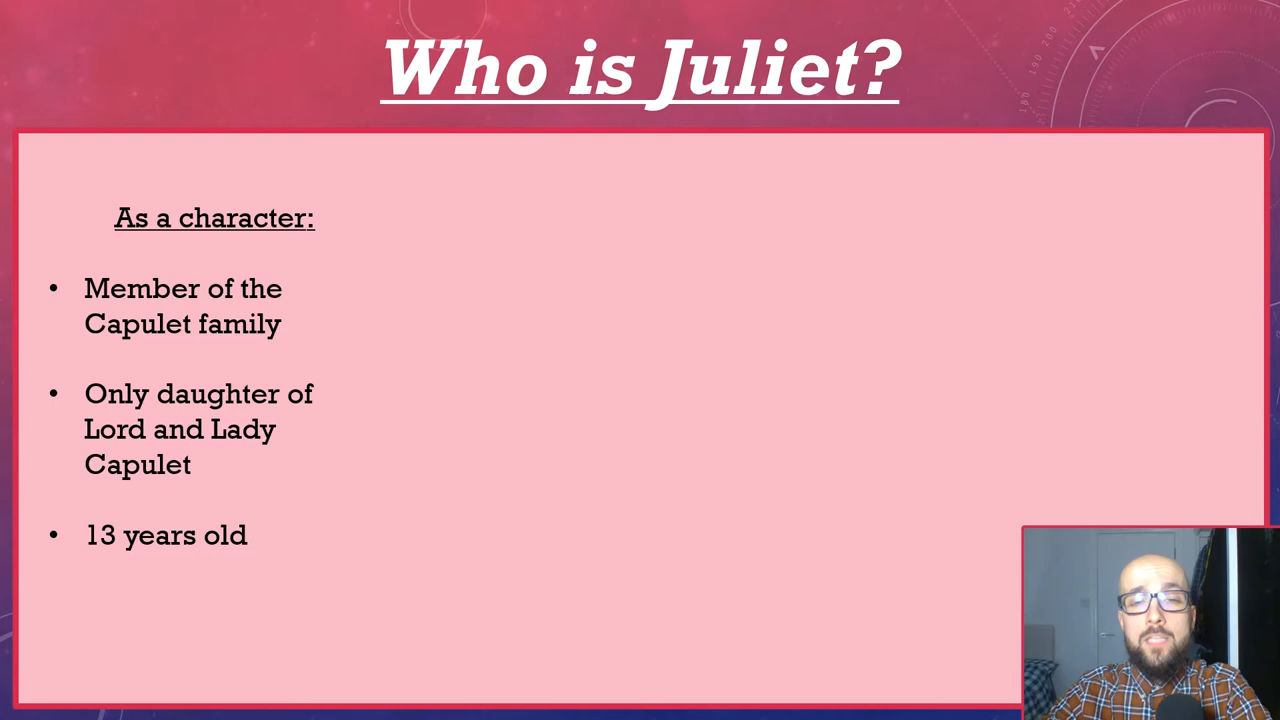 Who is Juliet?
As a character:
• Member of the
Capulet family
• Only daughter of
Lord and Lady
Capulet
• 13 years old